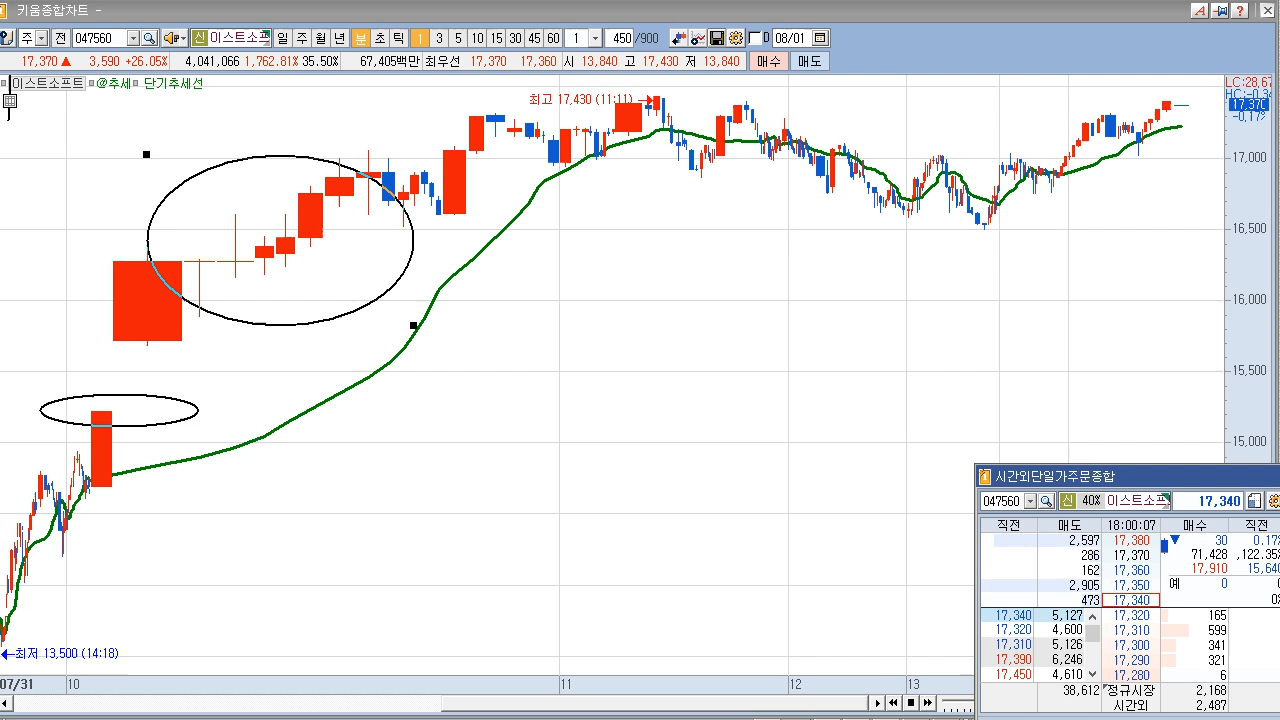 키움종합차트 -
주 전 047560 신 이스트소프 일 주 월 년 분 초 틱 1 3 5 10 15 30 45 60 1 450 /900 D 08/01
17,370 ▲ 3,590 +26.05% 4,041,066 1,762.81% 35.50% 67,405백만 최우선 17,370 17,360 시 13,840 고 17,430 저 13,840 매수 매도
이스트소프트 @추세 단기추세선
LC:28.67
최고 17,430 (11:11)
17,370
17,000
16,500
16,000
15,500
15,000
최저 13,500 (14:18)
07/31 10 11 12 13
시간외단일가주문종합
047560 신 40% 이스트소프 17,340
직전 매도 18:00:07 매수 직전
2,597 17,380 ▼ 30 0.17
286 17,370 71,428 ,122.35
162 17,360 17,910 15,640
2,905 17,350 예 0
473 17,340
17,340 5,127 17,320 165
17,320 4,600 17,310 599
17,310 5,126 17,300 341
17,390 6,246 17,290 321
17,450 4,610 17,280 6
38,612 정규시장 2,168
시간외 2,487